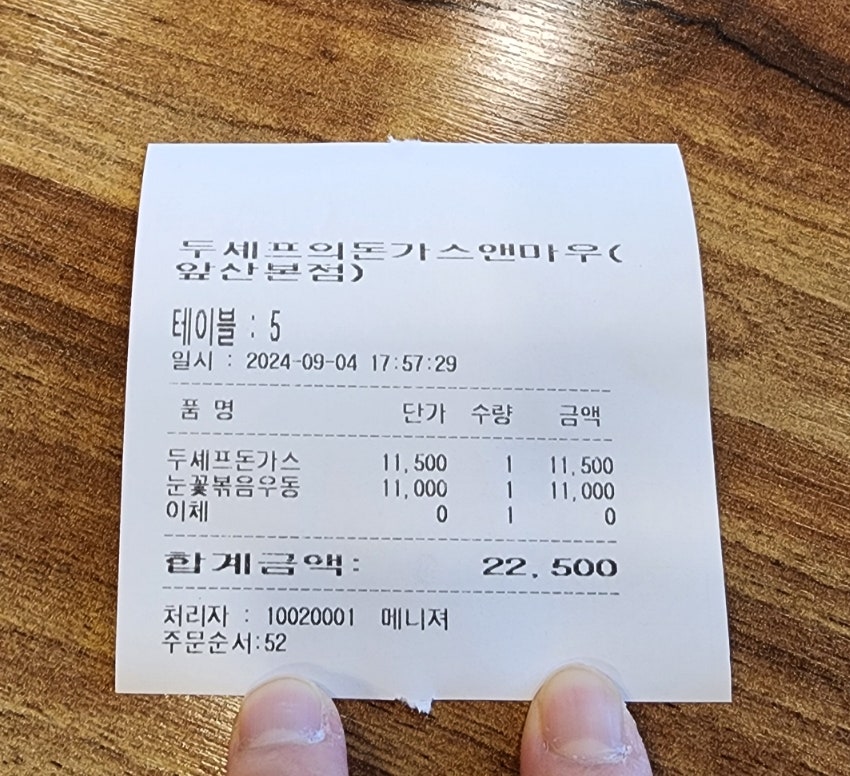 두세프의돈가스앤마우(
앞산본점)
테이블 : 5
일시 : 2024-09-04 17:57:29
품 명 단가 수량 금액
두세프돈가스 11,500 1 11,500
눈꽃볶음우동 11,000 1 11,000
이체 0 1 0
합계금액: 22,500
처리자 : 10020001 메니져
주문순서:52